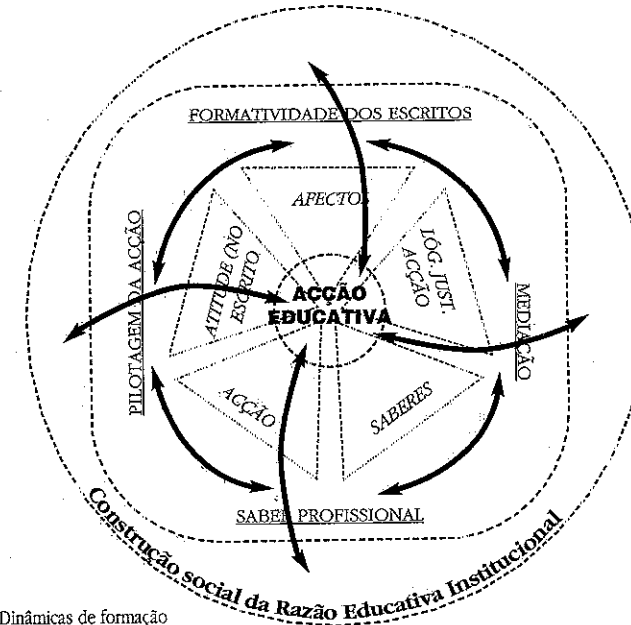 FORMATIVIDADE DOS ESCRITOS
AFECTOS
LÓG. JUST.
ACÇÃO
ATITUDE (NO
ESCRITO
PILOTAGEM DA ACÇÃO
ACÇÃO
EDUCATIVA
MEDIAÇÃO
ACÇÃO
SABERES
SABER PROFISSIONAL
Construção social da Razão Educativa Institucional
Dinâmicas de formação